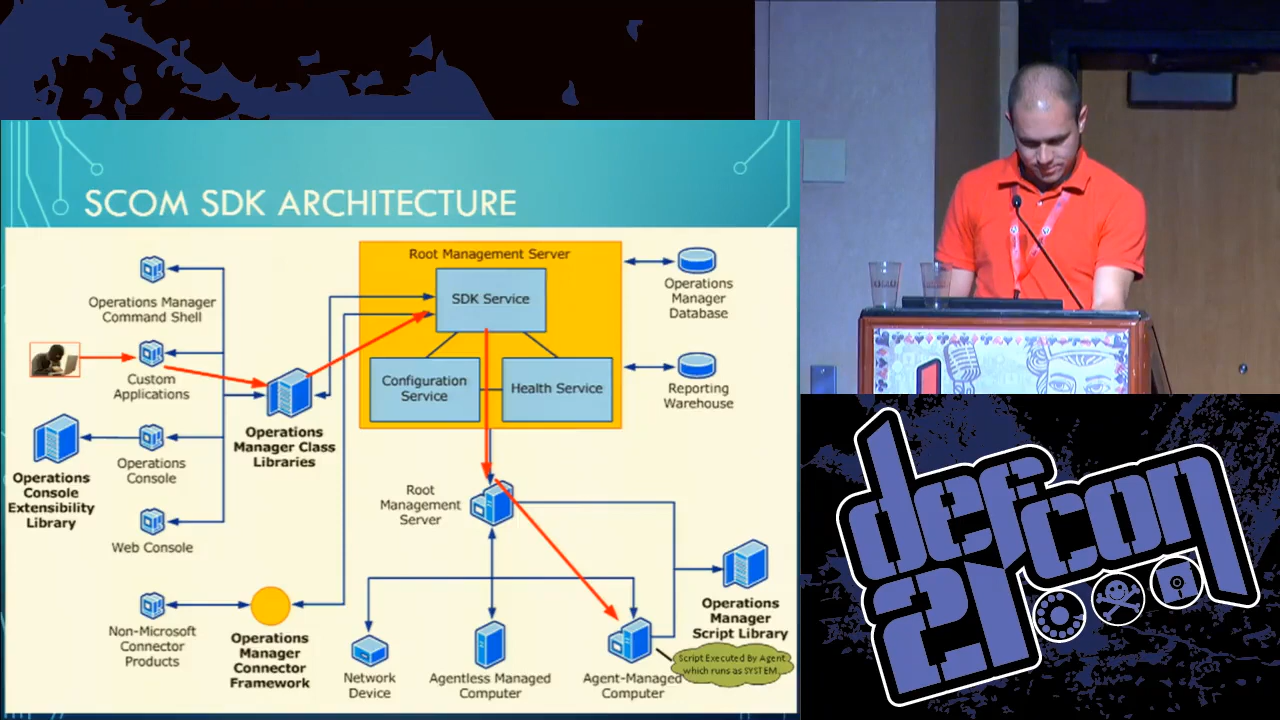 SCOM SDK ARCHITECTURE
Root Management Server
SDK Service
Configuration
Service
Health Service
Operations
Manager
Database
Reporting
Warehouse
Operations Manager
Command Shell
Custom
Applications
Operations
Manager Class
Libraries
Operations
Console
Extensibility
Library
Operations
Console
Web Console
Root
Management
Server
Non-Microsoft
Connector
Products
Operations
Manager
Connector
Framework
Network
Device
Agentless Managed
Computer
Agent-Managed
Computer
Operations
Manager
Script Library
Script Executed By Agent
which runs as SYSTEM
defcon
21